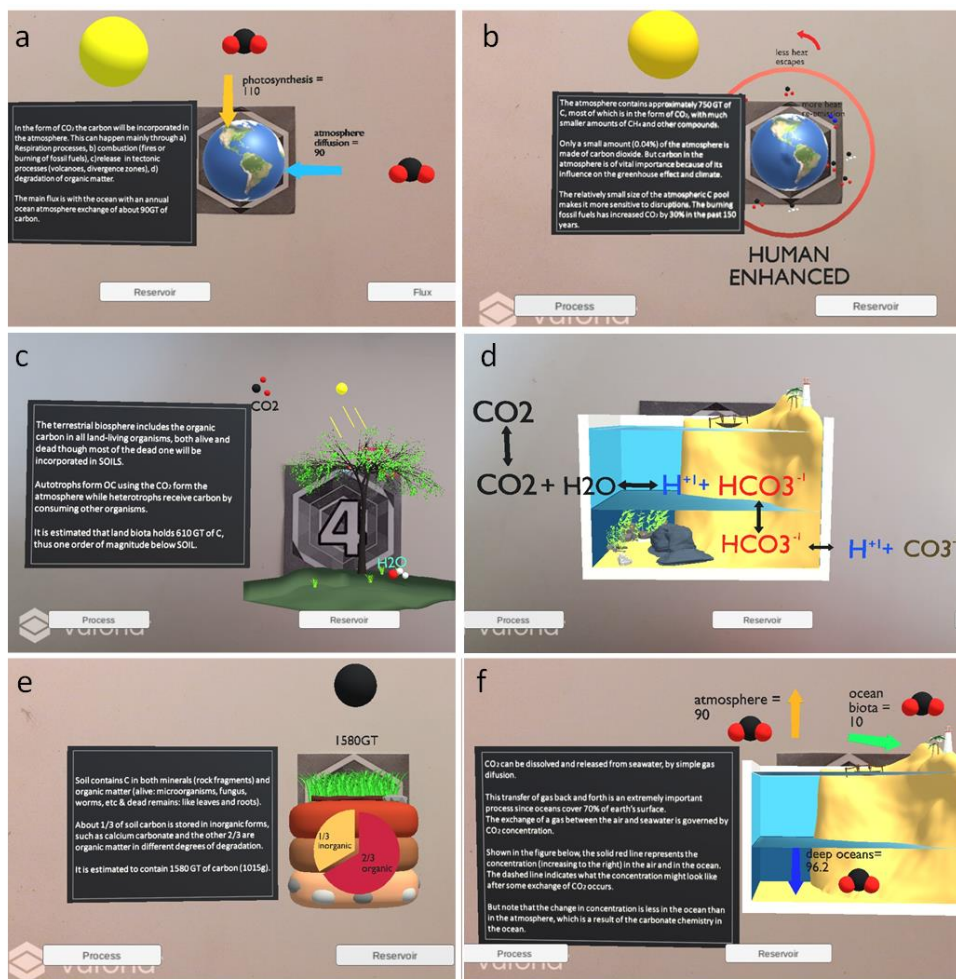 a
photosynthesis =
110
In the form of CO₂ the carbon will be incorporated in
the atmosphere. This can happen mainly through a)
Respiration processes, b) combustion (fires or
burning of fossil fuels), c)release in tectonic
processes (volcanoes, divergence zones), d)
degradation of organic matter.
The main flux is with the ocean with an annual
ocean atmosphere exchange of about 90GT of
carbon.
atmosphere
diffusion =
90
Reservoir
Flux
b
less heat
escapes
more heat
re-emission
The atmosphere contains approximately 750 GT of
C, most of which is in the form of CO₂, with much
smaller amounts of CH₄ and other compounds.
Only a small amount (0.04%) of the atmosphere is
made of carbon dioxide. But carbon in the
atmosphere is of vital importance because of its
influence on the greenhouse effect and climate.
The relatively small size of the atmospheric C pool
makes it more sensitive to disruptions. The burning
fossil fuels has increased CO₂ by 30% in the past 150
years.
HUMAN
ENHANCED
Process
Reservoir
vuforia
c
CO2
The terrestrial biosphere includes the organic
carbon in all land-living organisms, both alive and
dead though most of the dead one will be
incorporated in SOILS.
Autotrophs form OC using the CO₂ form the
atmosphere while heterotrophs receive carbon by
consuming other organisms.
It is estimated that land biota holds 610 GT of C,
thus one order of magnitude below SOIL.
4
H2O
Process
Reservoir
vuforia
d
CO2
CO2 + H2O H⁺¹+ HCO3⁻¹
HCO3⁻¹ H⁺¹+ CO3⁻
Process
Reservoir
vuforia
e
1580GT
Soil contains C in both minerals (rock fragments) and
organic matter (alive: microorganisms, fungus,
worms, etc & dead remains: like leaves and roots).
About 1/3 of soil carbon is stored in inorganic forms,
such as calcium carbonate and the other 2/3 are
organic matter in different degrees of degradation.
It is estimated to contain 1580 GT of carbon (1015g).
1/3
inorganic
2/3
organic
Process
Reservoir
f
atmosphere =
90
ocean
biota =
10
CO₂ can be dissolved and released from seawater, by simple gas
difusion.
This transfer of gas back and forth is an extremely important
process since oceans cover 70% of earth's surface.
The exchange of a gas between the air and seawater is governed by
CO₂ concentration.
Shown in the figure below, the solid red line represents the
concentration (increasing to the right) in the air and in the ocean.
The dashed line indicates what the concentration might look like
after some exchange of CO₂ occurs.
But note that the change in concentration is less in the ocean than
in the atmosphere, which is a result of the carbonate chemistry in
the ocean.
deep oceans=
96.2
Process
Reservoir